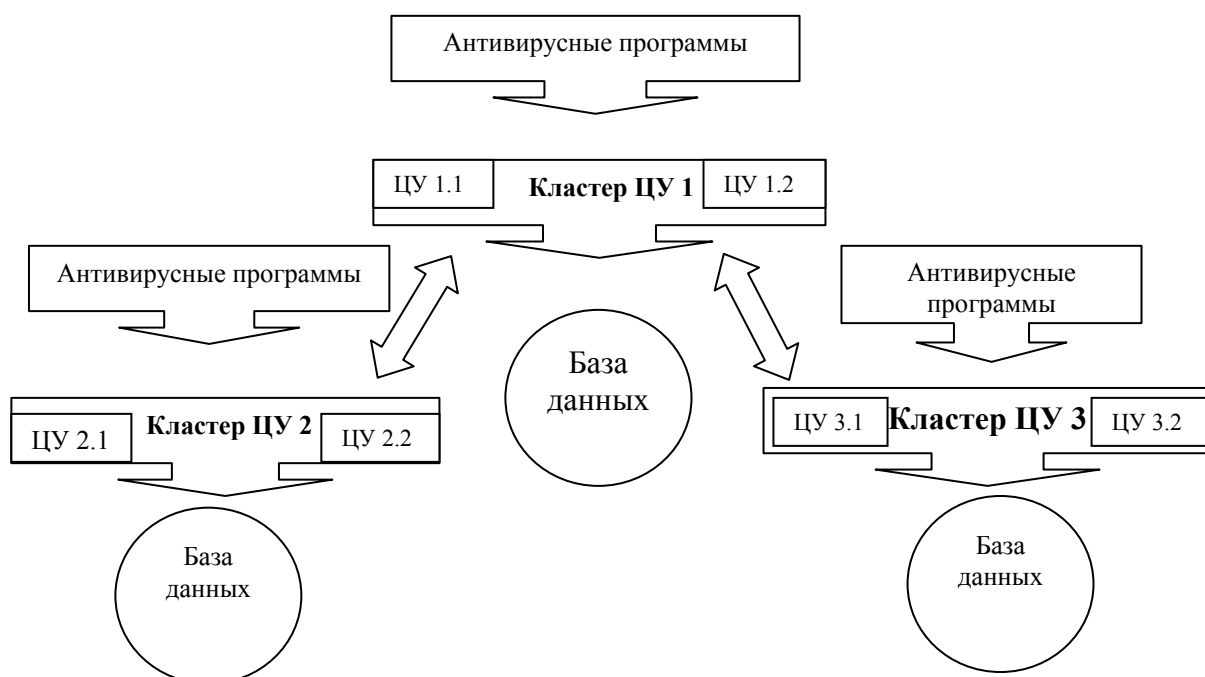 Антивирусные программы
ЦУ 1.1
Кластер ЦУ 1
ЦУ 1.2
Антивирусные программы
Антивирусные
программы
База
данных
ЦУ 2.1
Кластер ЦУ 2
ЦУ 2.2
ЦУ 3.1
Кластер ЦУ 3
ЦУ 3.2
База
данных
База
данных